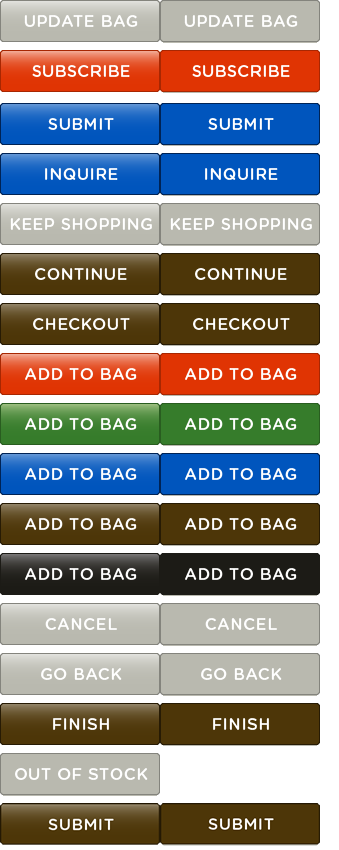 UPDATE BAG UPDATE BAG
SUBSCRIBE SUBSCRIBE
SUBMIT SUBMIT
INQUIRE INQUIRE
KEEP SHOPPING KEEP SHOPPING
CONTINUE CONTINUE
CHECKOUT CHECKOUT
ADD TO BAG ADD TO BAG
ADD TO BAG ADD TO BAG
ADD TO BAG ADD TO BAG
ADD TO BAG ADD TO BAG
ADD TO BAG ADD TO BAG
CANCEL CANCEL
GO BACK GO BACK
FINISH FINISH
OUT OF STOCK
SUBMIT SUBMIT